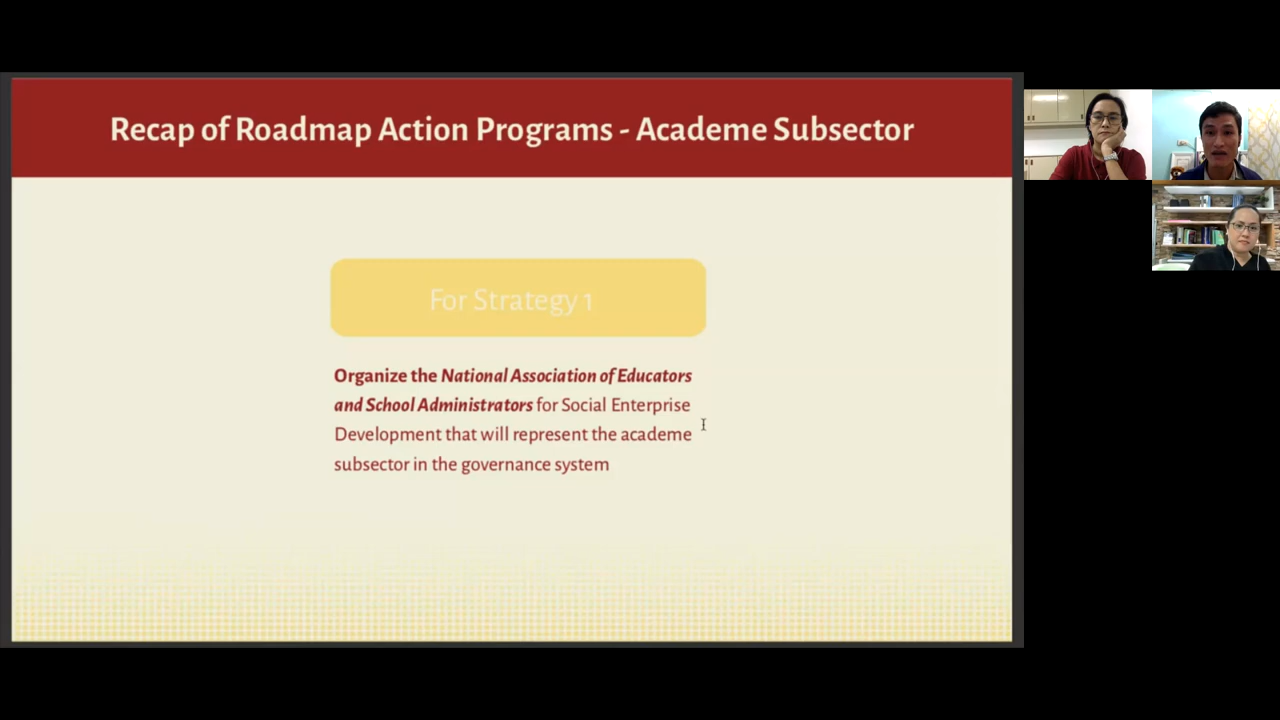 Recap of Roadmap Action Programs - Academe Subsector
For Strategy 1
Organize the National Association of Educators
and School Administrators for Social Enterprise
Development that will represent the academe
subsector in the governance system